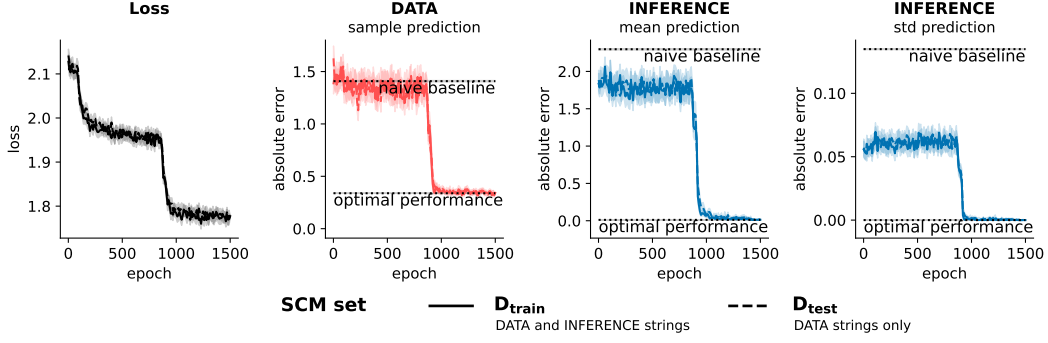 Loss
DATA
INFERENCE
INFERENCE
sample prediction
mean prediction
std prediction
loss
2.1
2.0
1.9
1.8
0
500
1000
1500
epoch
absolute error
1.5
1.0
0.5
0.0
naive baseline
optimal performance
0
500
1000
1500
epoch
absolute error
2.0
1.5
1.0
0.5
0.0
naive baseline
optimal performance
0
500
1000
1500
epoch
absolute error
0.10
0.05
0.00
naive baseline
optimal performance
0
500
1000
1500
epoch
SCM set
D_train
DATA and INFERENCE strings
D_test
DATA strings only